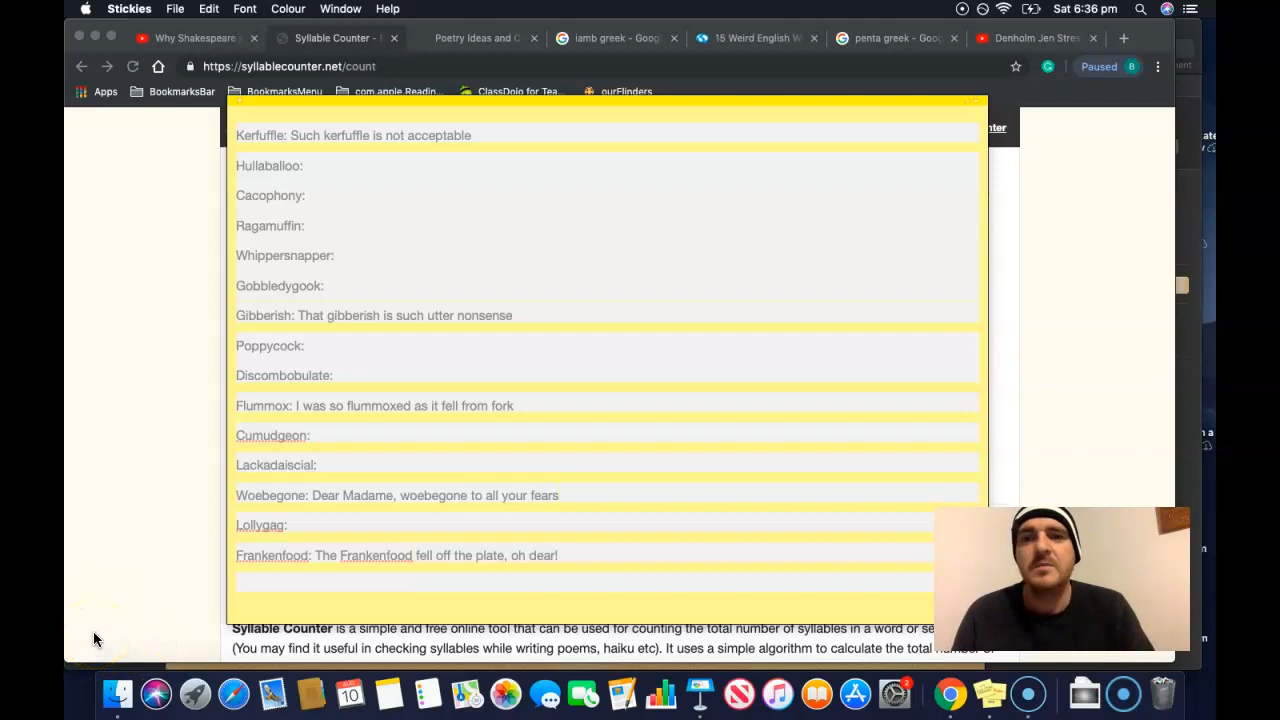 Stickies File Edit Font Colour Window Help Sat 6:36 pm
Why Shakespeare Syllable Counter - Poetry Ideas and C iamb greek - Goog 15 Weird English W penta greek - Goog Denholm Jen Stres
https://syllablecounter.net/count Paused B
Apps BookmarksBar BookmarksMenu com.apple.Readin... ClassDojo for Tea... ourFlinders
Kerfuffle: Such kerfuffle is not acceptable
Hullaballoo:
Cacophony:
Ragamuffin:
Whippersnapper:
Gobbledygook:
Gibberish: That gibberish is such utter nonsense
Poppycock:
Discombobulate:
Flummox: I was so flummoxed as it fell from fork
Cumudgeon:
Lackadaiscial:
Woebegone: Dear Madame, woebegone to all your fears
Lollygag:
Frankenfood: The Frankenfood fell off the plate, oh dear!
Syllable Counter is a simple and free online tool that can be used for counting the total number of syllables in a word or se
(You may find it useful in checking syllables while writing poems, haiku etc). It uses a simple algorithm to calculate the total
AUG
10
2